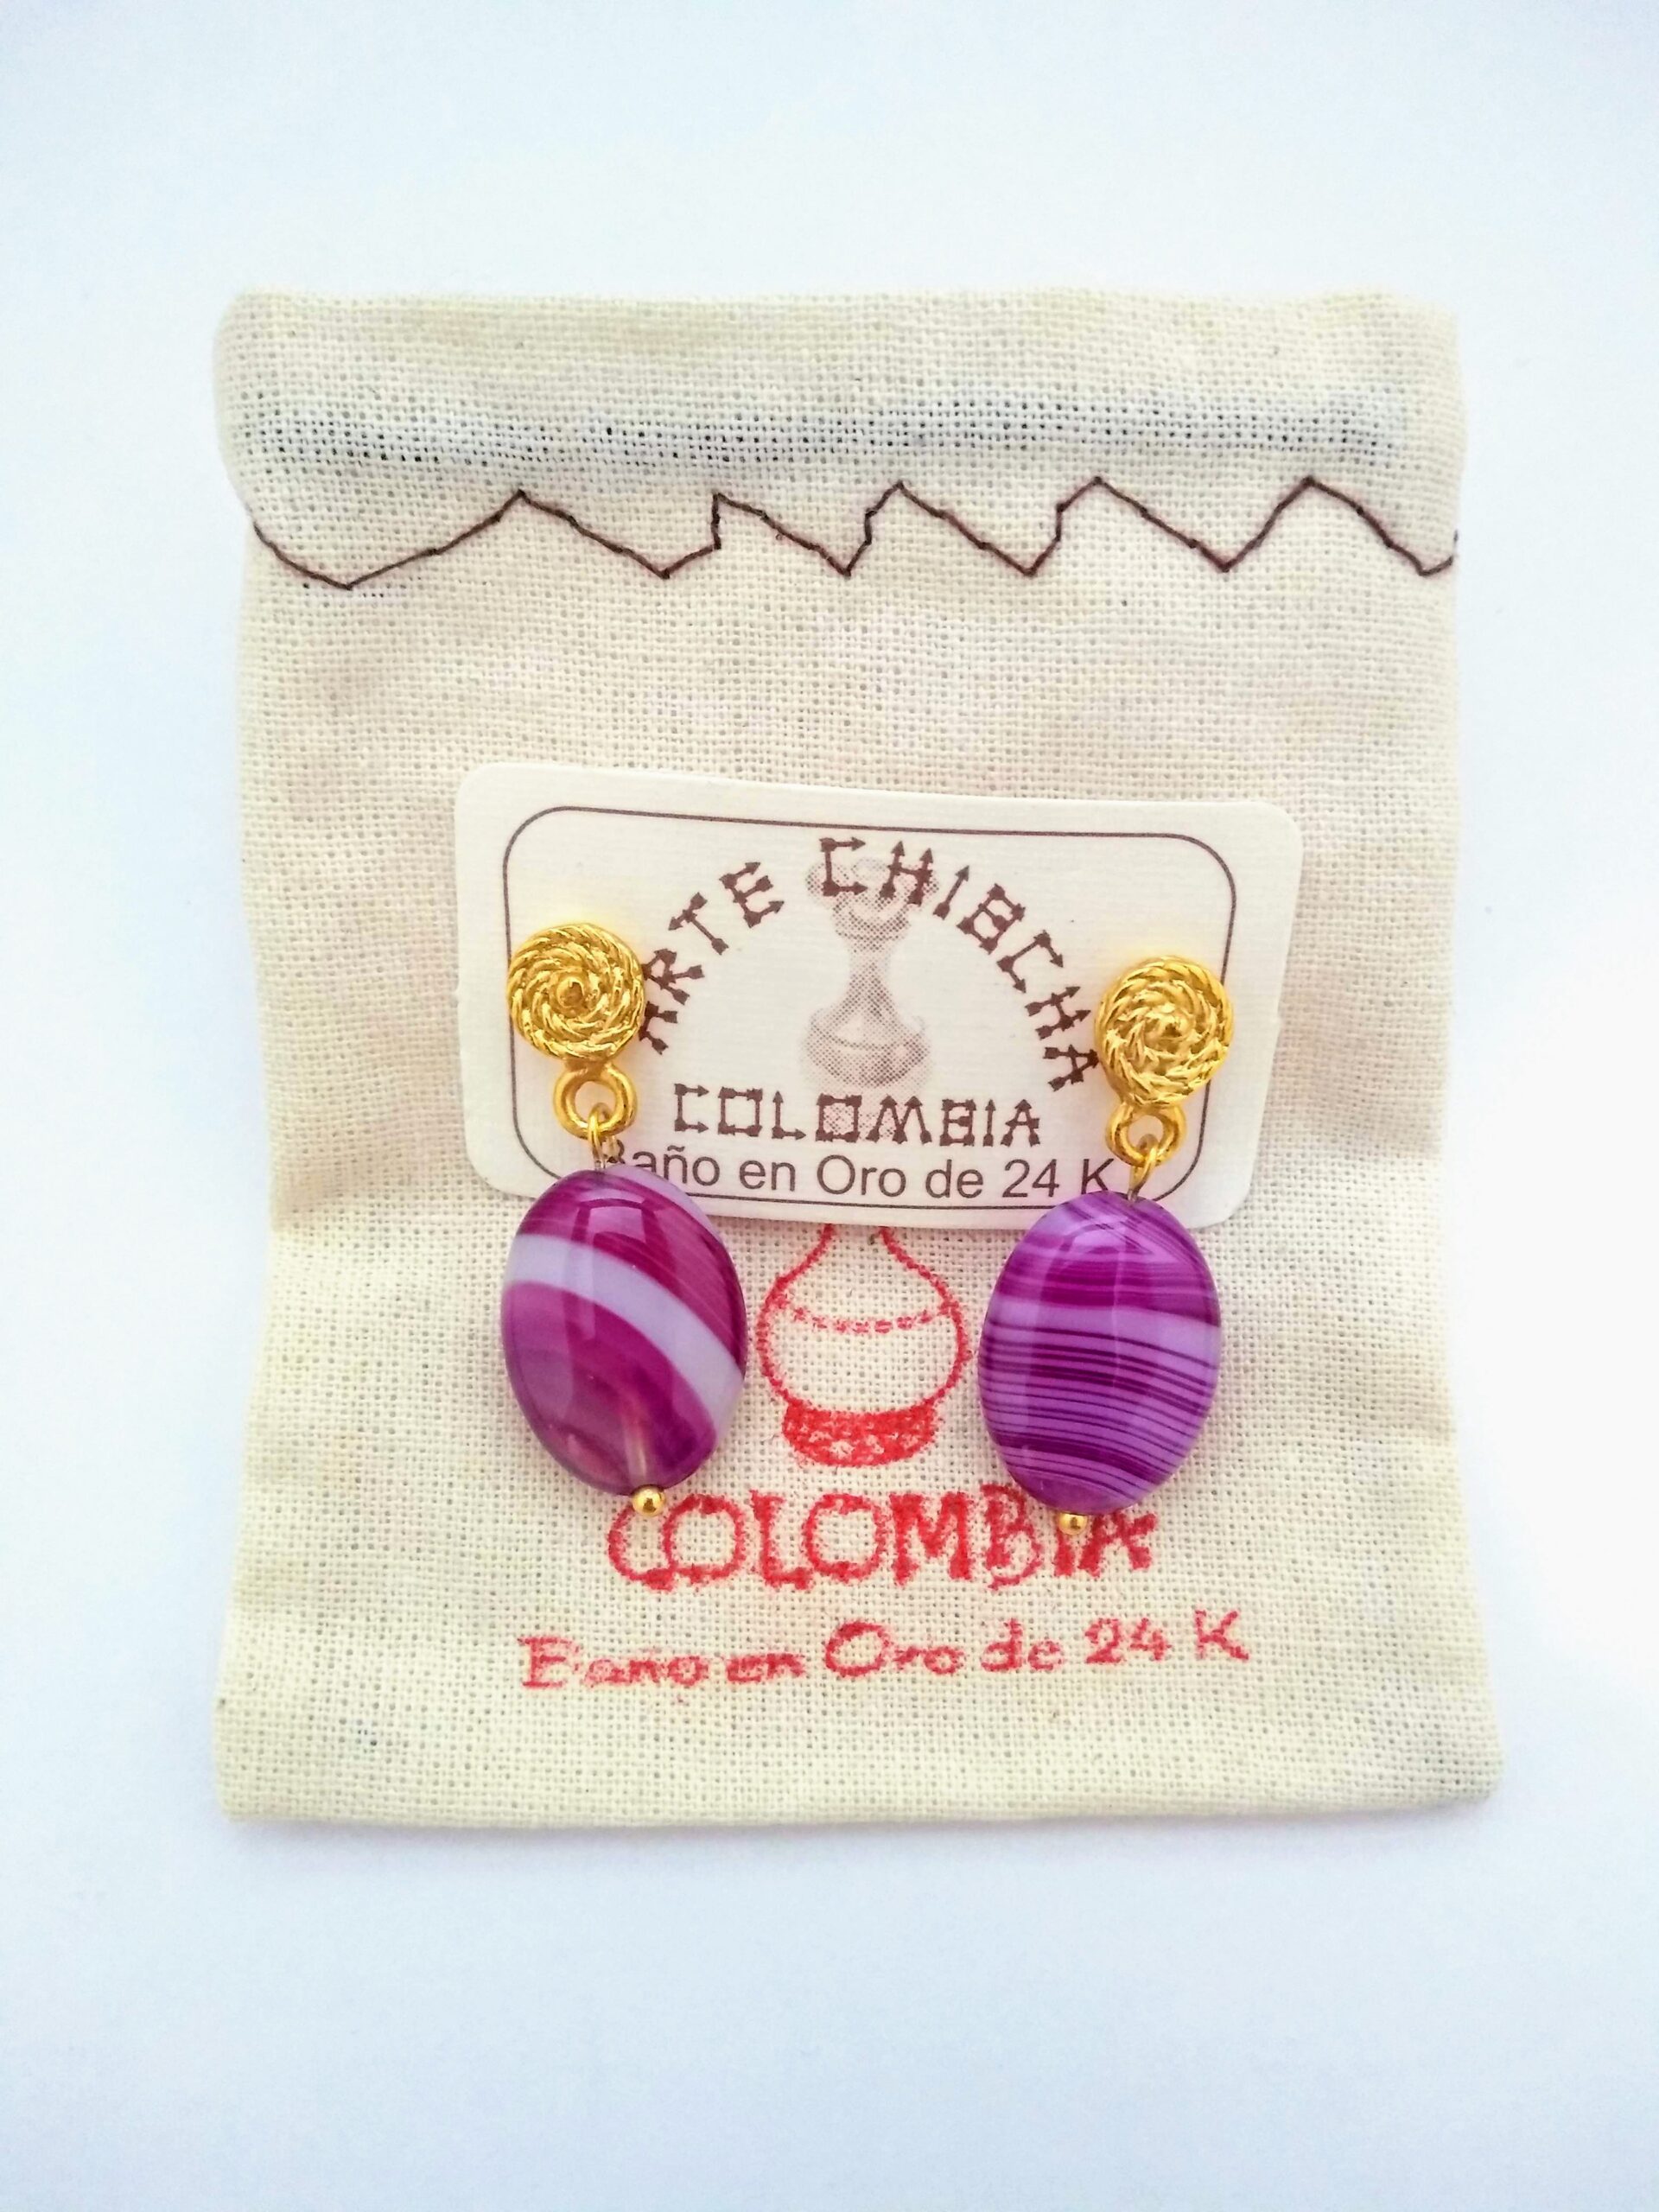 ARTE CHIBCHA
COLOMBIA
Baño en Oro de 24 K
COLOMBIA
Baño en Oro de 24 K